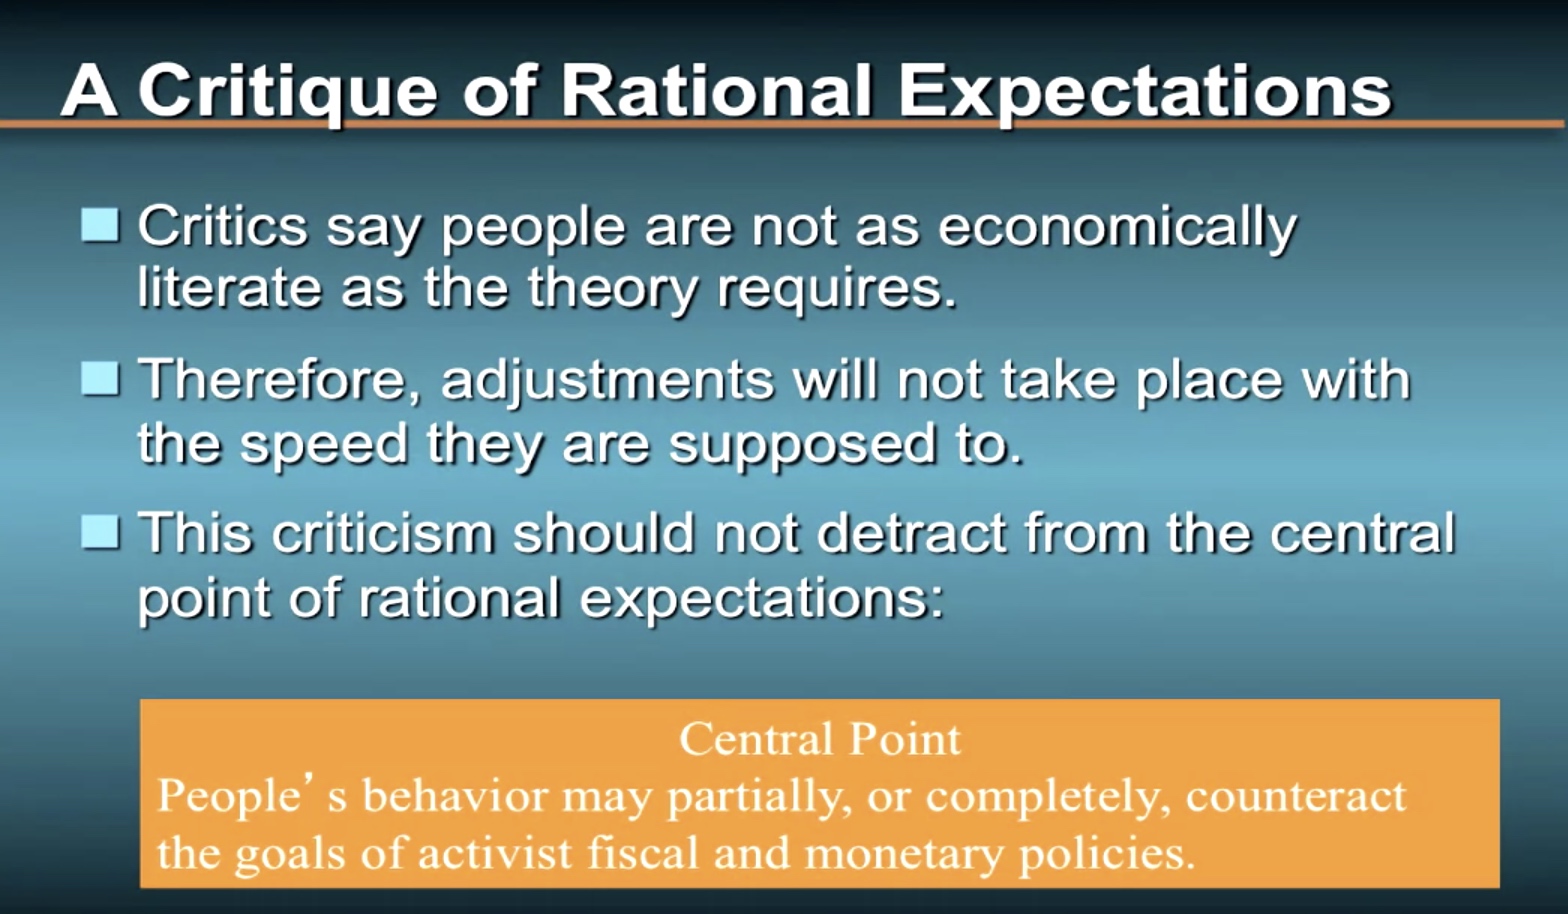 A Critique of Rational Expectations
Critics say people are not as economically
literate as the theory requires.
Therefore, adjustments will not take place with
the speed they are supposed to.
This criticism should not detract from the central
point of rational expectations:
Central Point
People’s behavior may partially, or completely, counteract
the goals of activist fiscal and monetary policies.